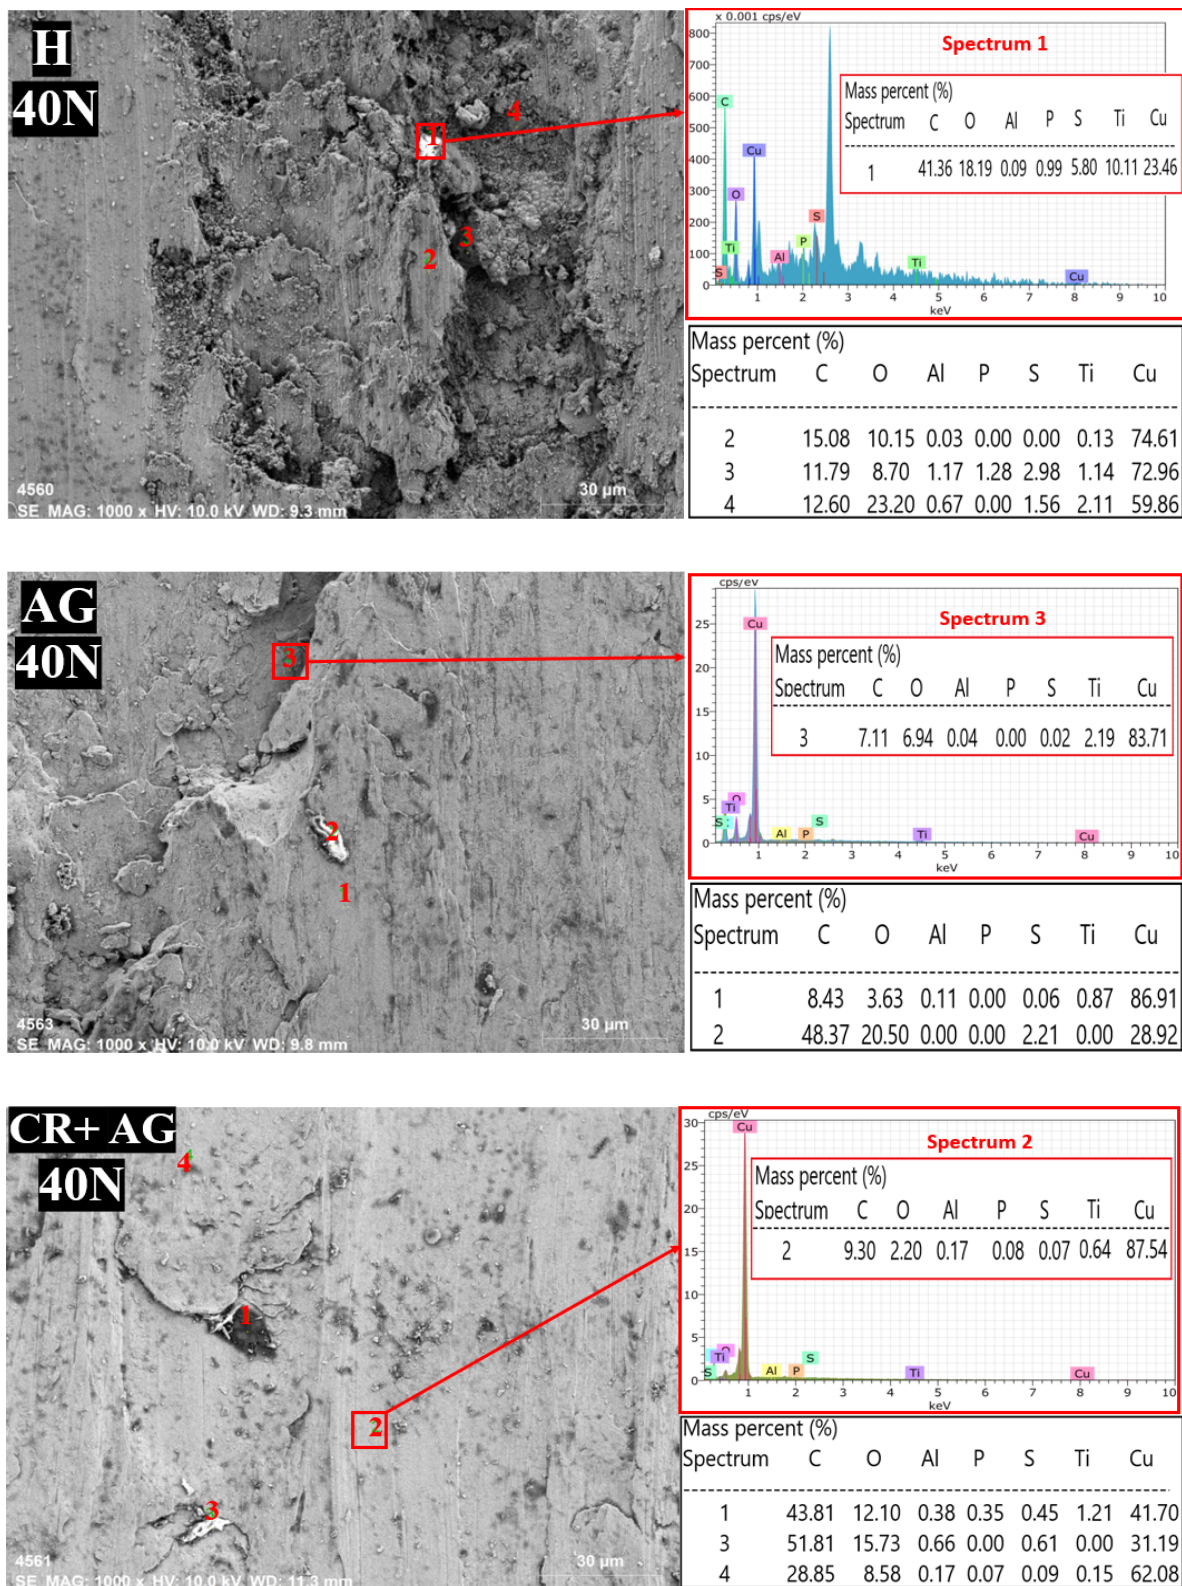 H
40N
1
4
2
3
4560
SE MAG: 1000 x HV: 10.0 kV WD: 9.3 mm
30 µm
x 0.001 cps/eV
Spectrum 1
Mass percent (%)
Spectrum C O Al P S Ti Cu
1 41.36 18.19 0.09 0.99 5.80 10.11 23.46
800
700
600
500
400
300
200
100
0
C
Cu
O
Ti
S
Al
P
S
Ti
Cu
1 2 3 4 5 6 7 8 9 10
keV
Mass percent (%)
Spectrum C O Al P S Ti Cu
2 15.08 10.15 0.03 0.00 0.00 0.13 74.61
3 11.79 8.70 1.17 1.28 2.98 1.14 72.96
4 12.60 23.20 0.67 0.00 1.56 2.11 59.86
AG
40N
3
2
1
4563
SE MAG: 1000 x HV: 10.0 kV WD: 9.8 mm
30 µm
cps/eV
Spectrum 3
Mass percent (%)
Spectrum C O Al P S Ti Cu
3 7.11 6.94 0.04 0.00 0.02 2.19 83.71
25
20
15
10
5
0
Cu
O
Ti
S
Al
P
S
Ti
Cu
1 2 3 4 5 6 7 8 9 10
keV
Mass percent (%)
Spectrum C O Al P S Ti Cu
1 8.43 3.63 0.11 0.00 0.06 0.87 86.91
2 48.37 20.50 0.00 0.00 2.21 0.00 28.92
CR+ AG
40N
4
1
2
3
4561
SE MAG: 1000 x HV: 10.0 kV WD: 11.3 mm
30 µm
cps/eV
Spectrum 2
Mass percent (%)
Spectrum C O Al P S Ti Cu
2 9.30 2.20 0.17 0.08 0.07 0.64 87.54
30
25
20
15
10
5
0
Cu
O
Ti
S
Al
P
S
Ti
Cu
1 2 3 4 5 6 7 8 9 10
keV
Mass percent (%)
Spectrum C O Al P S Ti Cu
1 43.81 12.10 0.38 0.35 0.45 1.21 41.70
3 51.81 15.73 0.66 0.00 0.61 0.00 31.19
4 28.85 8.58 0.17 0.07 0.09 0.15 62.08